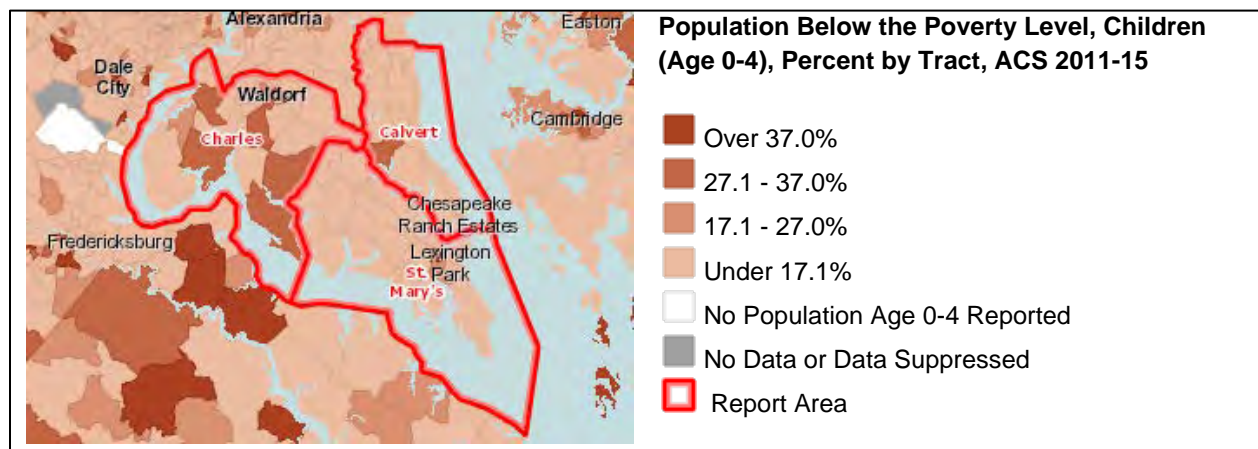 Alexandria
Easton
Dale
City
Waldorf
Cambridge
Charles
Calvert
Chesapeake
Ranch Estates
Fredericksburg
Lexington
Park
St.
Mary's
Population Below the Poverty Level, Children
(Age 0-4), Percent by Tract, ACS 2011-15
Over 37.0%
27.1 - 37.0%
17.1 - 27.0%
Under 17.1%
No Population Age 0-4 Reported
No Data or Data Suppressed
Report Area